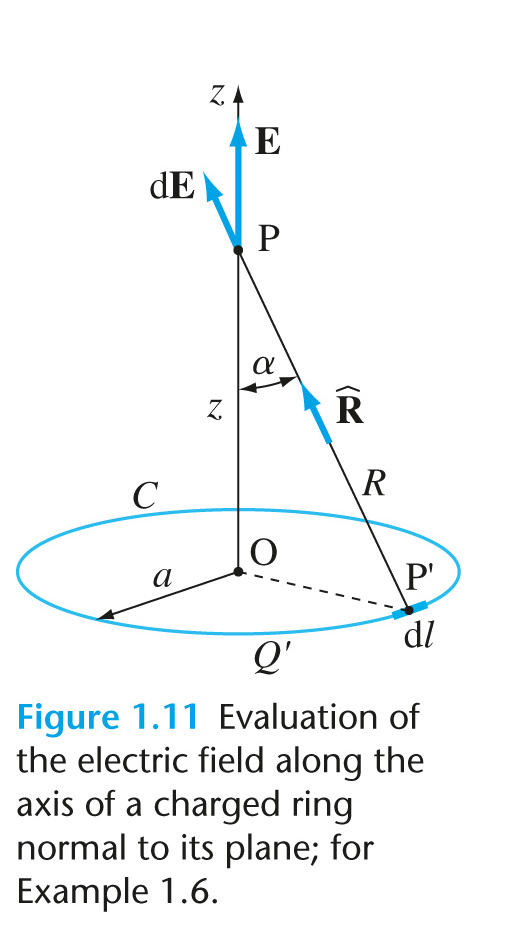 z
E
dE
P
α
z
R̂
R
C
O
a
P'
dl
Q'
Figure 1.11 Evaluation of
the electric field along the
axis of a charged ring
normal to its plane; for
Example 1.6.